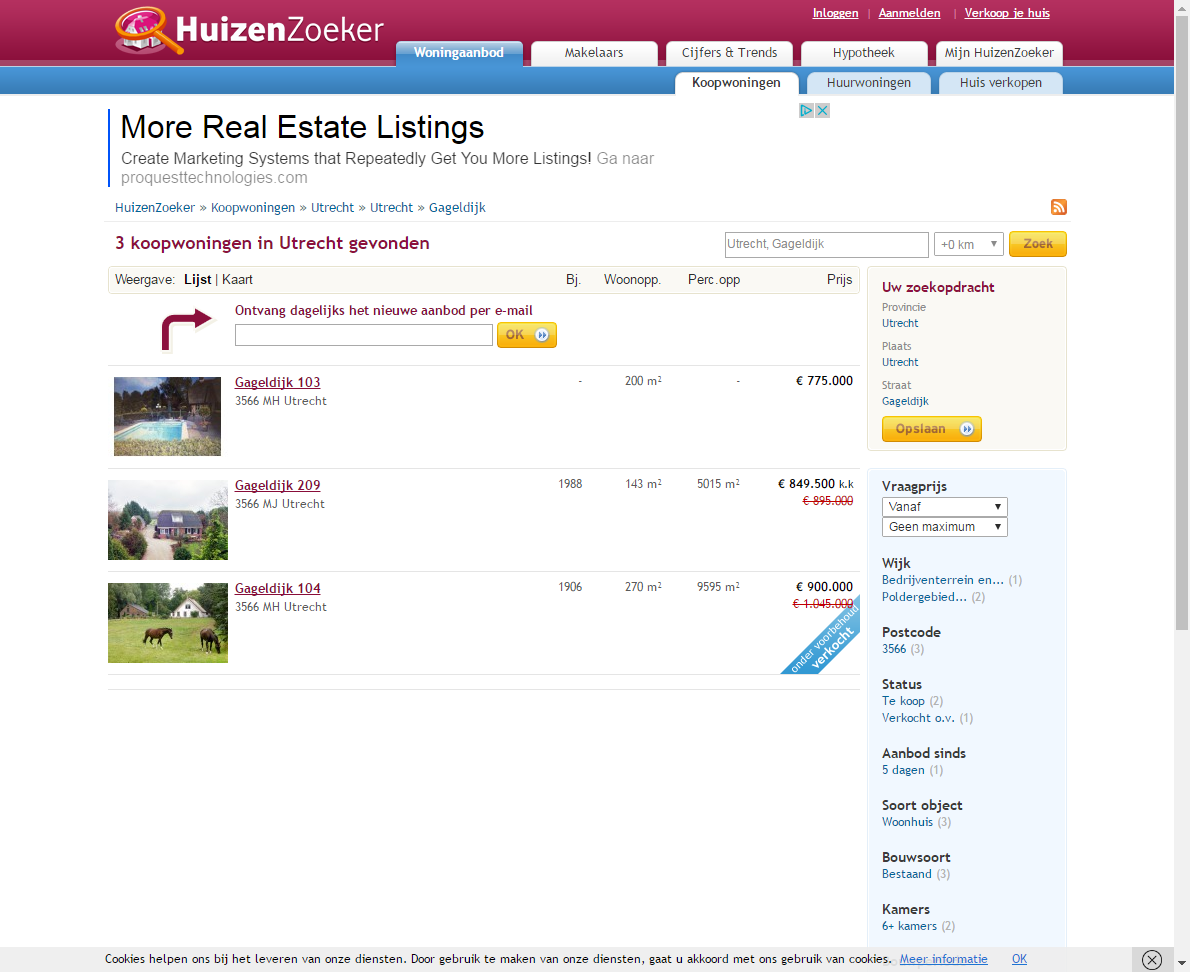 Inloggen | Aanmelden | Verkoop je huis
HuizenZoeker
Woningaanbod Makelaars Cijfers & Trends Hypotheek Mijn HuizenZoeker
Koopwoningen Huurwoningen Huis verkopen
More Real Estate Listings
Create Marketing Systems that Repeatedly Get You More Listings! Ga naar
proquesttechnologies.com
HuizenZoeker » Koopwoningen » Utrecht » Utrecht » Gageldijk
3 koopwoningen in Utrecht gevonden
Utrecht, Gageldijk +0 km Zoek
Weergave: Lijst | Kaart Bj. Woonopp. Perc.opp Prijs
Ontvang dagelijks het nieuwe aanbod per e-mail
OK
Gageldijk 103 - 200 m² - € 775.000
3566 MH Utrecht
Gageldijk 209 1988 143 m² 5015 m² € 849.500 k.k
3566 MJ Utrecht € 895.000
Gageldijk 104 1906 270 m² 9595 m² € 900.000
3566 MH Utrecht € 1.045.000
onder voorbehoud
verkocht
Uw zoekopdracht
Provincie
Utrecht
Plaats
Utrecht
Straat
Gageldijk
Opslaan
Vraagprijs
Vanaf
Geen maximum
Wijk
Bedrijventerrein en... (1)
Poldergebied... (2)
Postcode
3566 (3)
Status
Te koop (2)
Verkocht o.v. (1)
Aanbod sinds
5 dagen (1)
Soort object
Woonhuis (3)
Bouwsoort
Bestaand (3)
Kamers
6+ kamers (2)
Cookies helpen ons bij het leveren van onze diensten. Door gebruik te maken van onze diensten, gaat u akkoord met ons gebruik van cookies. Meer informatie OK